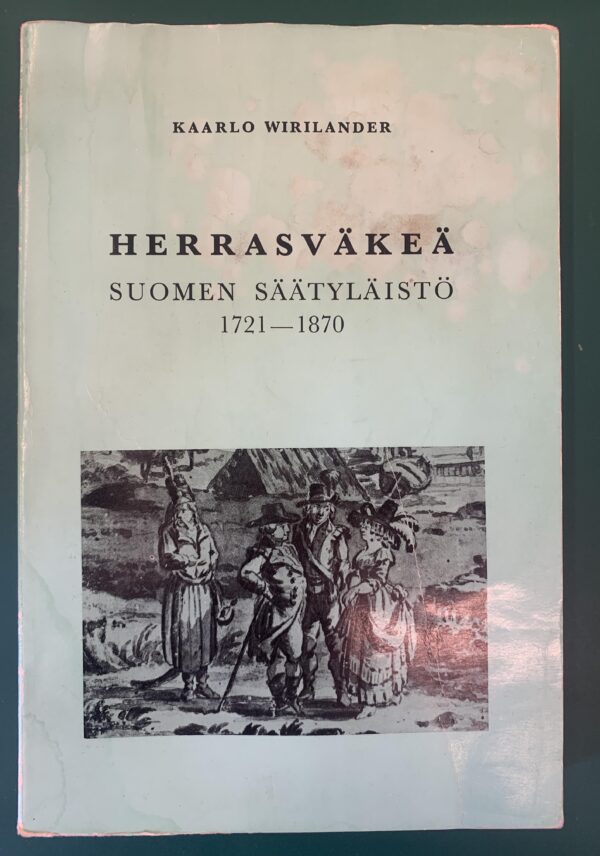 KAARLO WIRILANDER
HERRASVÄKEÄ
SUOMEN SÄÄTYLÄISTÖ
1721—1870